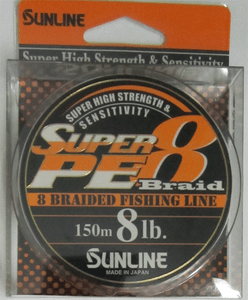 SUNLINE
Super High Strength & Sensitivity
SUPER HIGH STRENGTH &
SENSITIVITY
SUPER
PE 8
Braid
8 BRAIDED FISHING LINE
150m 8lb.
SUNLINE
MADE IN JAPAN